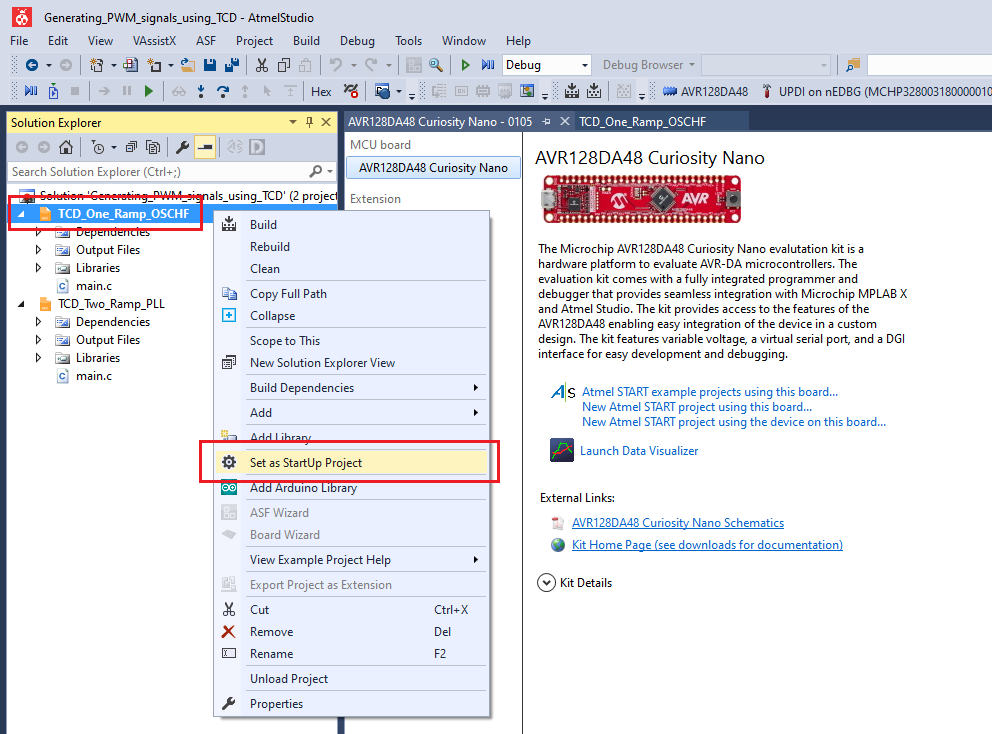 Generating_PWM_signals_using_TCD - AtmelStudio
File Edit View VAssistX ASF Project Build Debug Tools Window Help
Debug Debug Browser
Hex AVR128DA48 UPDI on nEDBG (MCHP3280031800000010
Solution Explorer
Search Solution Explorer (Ctrl+;)
Solution 'Generating_PWM_signals_using_TCD' (2 project
TCD_One_Ramp_OSCHF
Dependencies
Output Files
Libraries
main.c
TCD_Two_Ramp_PLL
Dependencies
Output Files
Libraries
main.c
Build
Rebuild
Clean
Copy Full Path
Collapse
Scope to This
New Solution Explorer View
Build Dependencies
Add
Add Library
Set as StartUp Project
Add Arduino Library
ASF Wizard
Board Wizard
View Example Project Help
Export Project as Extension
Cut Ctrl+X
Remove Del
Rename F2
Unload Project
Properties
AVR128DA48 Curiosity Nano - 0105 TCD_One_Ramp_OSCHF
MCU board
AVR128DA48 Curiosity Nano
Extension
AVR128DA48 Curiosity Nano
AVR
The Microchip AVR128DA48 Curiosity Nano evalutation kit is a
hardware platform to evaluate AVR-DA microcontrollers. The
evaluation kit comes with a fully integrated programmer and
debugger that provides seamless integration with Microchip MPLAB X
and Atmel Studio. The kit provides access to the features of the
AVR128DA48 enabling easy integration of the device in a custom
design. The kit features variable voltage, a virtual serial port, and a DGI
interface for easy development and debugging.
Atmel START example projects using this board...
New Atmel START project using this board...
New Atmel START project using the device on this board...
Launch Data Visualizer
External Links:
AVR128DA48 Curiosity Nano Schematics
Kit Home Page (see downloads for documentation)
Kit Details